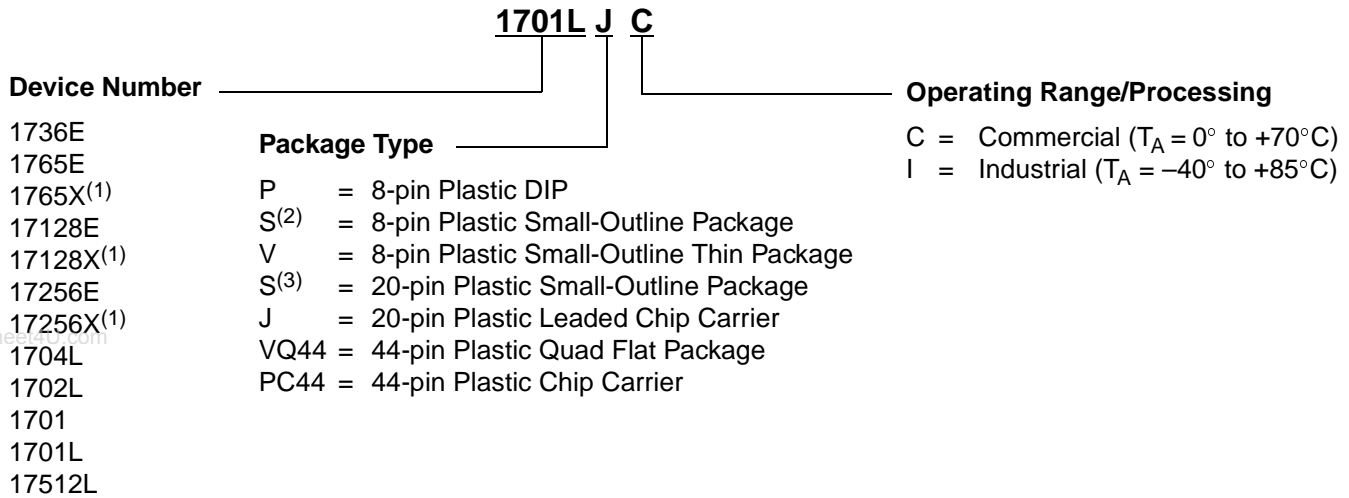 1701L J C
Device Number
1736E
1765E
1765X(1)
17128E
17128X(1)
17256E
17256X(1)
1704L
1702L
1701
1701L
17512L
Package Type
P = 8-pin Plastic DIP
S(2) = 8-pin Plastic Small-Outline Package
V = 8-pin Plastic Small-Outline Thin Package
S(3) = 20-pin Plastic Small-Outline Package
J = 20-pin Plastic Leaded Chip Carrier
VQ44 = 44-pin Plastic Quad Flat Package
PC44 = 44-pin Plastic Chip Carrier
Operating Range/Processing
C = Commercial (TA = 0° to +70°C)
I = Industrial (TA = –40° to +85°C)